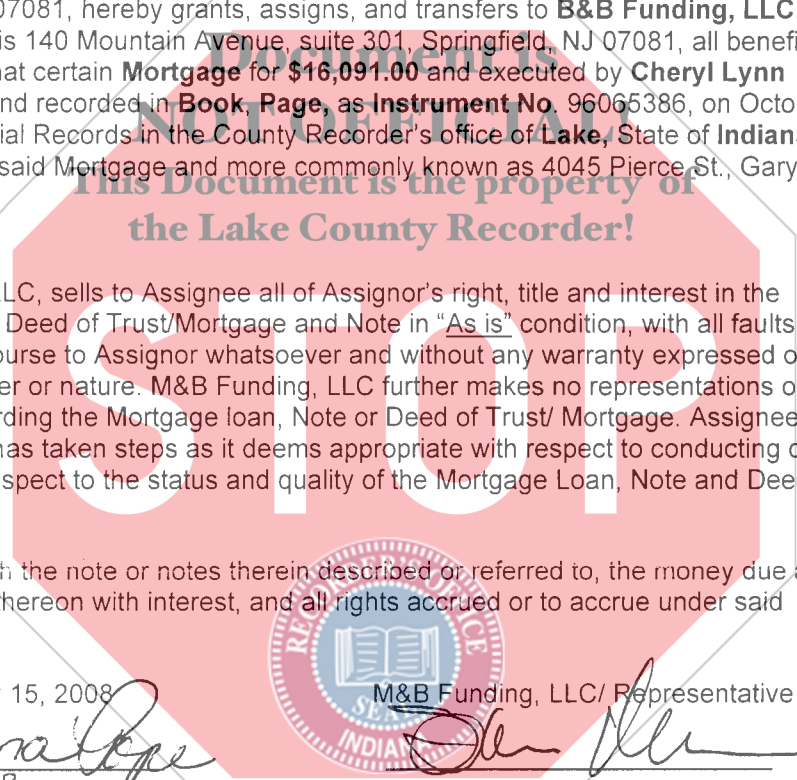 07081, hereby grants, assigns, and transfers to B&B Funding, LLC
is 140 Mountain Avenue, suite 301, Springfield, NJ 07081, all benefi
Document is
hat certain Mortgage for $16,091.00 and executed by Cheryl Lynn
nd recorded in Book, Page, as Instrument No. 96065386, on Octo
NOT OFFICIAL!
ial Records in the County Recorder's office of Lake, State of Indian
said Mortgage and more commonly known as 4045 Pierce St., Gary
This Document is the property of
the Lake County Recorder!
LLC, sells to Assignee all of Assignor's right, title and interest in the
Deed of Trust/Mortgage and Note in “As is” condition, with all faults
ourse to Assignor whatsoever and without any warranty expressed o
er or nature. M&B Funding, LLC further makes no representations o
rding the Mortgage loan, Note or Deed of Trust/ Mortgage. Assignee
has taken steps as it deems appropriate with respect to conducting
STOP
spect to the status and quality of the Mortgage Loan, Note and Dee
h the note or notes therein described or referred to, the money due
thereon with interest, and all rights accrued or to accrue under said
RECORDER'S OFFICE
15, 2008
M&B Funding, LLC/ Representative
SEAL
INDIANA